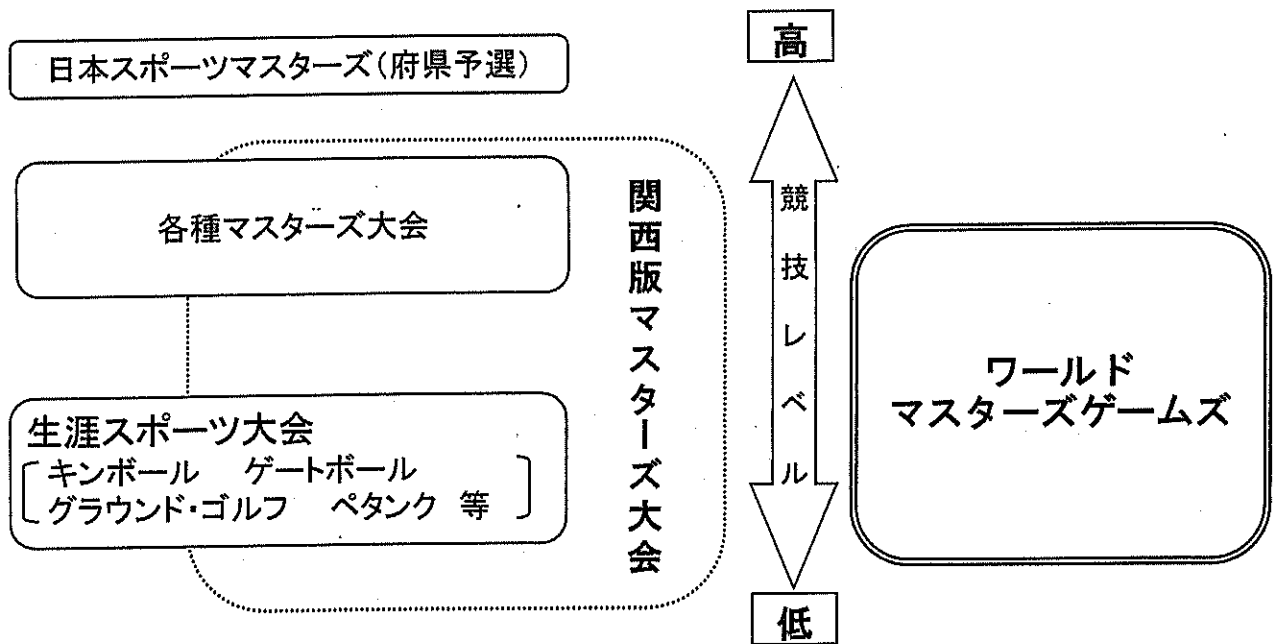 日本スポーツマスターズ(府県予選)
各種マスターズ大会
生涯スポーツ大会
キンボール ゲートボール
グラウンド・ゴルフ ペタンク 等
関西版マスターズ大会
高
競技レベル
低
ワールド
マスターズゲームズ